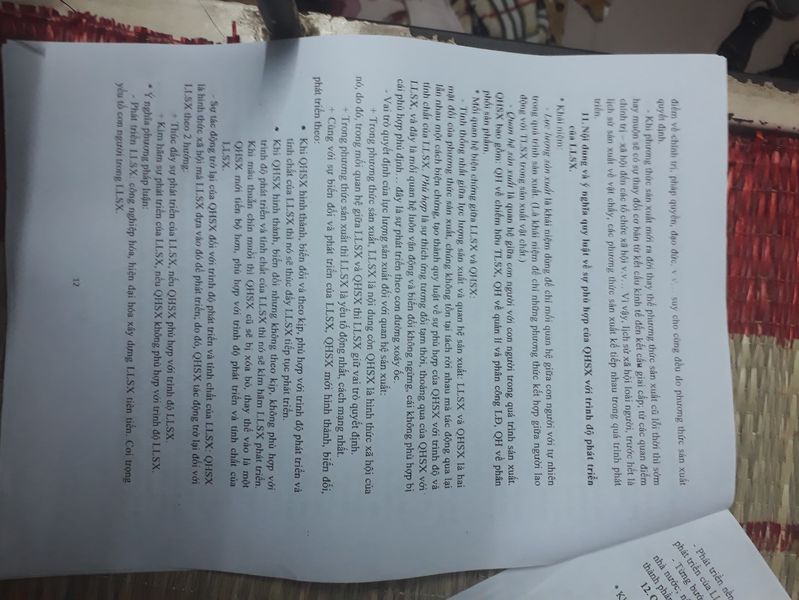 điểm về chính trị, pháp quyền, đạo đức, v v/… suy cho cùng đều do phương thức sản xuất
quyết định.
- Khi phương thức sản xuất mới ra đời thay thế phương thức sản xuất cũ lỗi thời thì sớm
hay muộn sẽ có sự thay đổi cơ bản từ kết cấu kinh tế đến kết cấu giai cấp, từ các quan điểm
chính trị - xã hội đến các tổ chức xã hội v/v… Vì vậy, lịch sử xã hội loài người, trước hết là
lịch sử sản xuất vật chất, các phương thức sản xuất kế tiếp nhau trong quá trình phát
triển.
11.Nội dung và ý nghĩa quy luật về sự phù hợp của QHSX với trình độ phát triển
của LLSX.
* Khái niệm:
- Lực lượng sản xuất là khái niệm dùng để chỉ mối quan hệ giữa con người với tự nhiên
trong quá trình sản xuất. (Là khái niệm để chỉ những phương thức kết hợp giữa người lao
động với TLSX trong sản xuất vật chất.)
- Quan hệ sản xuất là quan hệ giữa con người với con người trong quá trình sản xuất.
QHSX bao gồm: QH về chiếm hữu TLSX, QH về quản lí và phân công LĐ, QH về phân
phối sản phẩm.
* Mối quan hệ biện chứng giữa LLSX và QHSX:
- Tính thống nhất giữa lực lượng sản xuất và quan hệ sản xuất: LLSX và QHSX là hai
mặt đối của phương thức sản xuất, chúng không tồn tại tách rời nhau mà tác động qua lại
lẫn nhau một cách biện chứng, tạo thành quy luật về sự phù hợp của QHSX với trình độ và
tính chất của LLSX. Phù hợp là sự thích ứng tương đối tạm thời, thoáng qua của QHSX với
LLSX, và đây là mối quan hệ luôn vận động và biến đổi không ngừng, cái không phù hợp bị
cái phù hợp phủ định… đây là sự phát triển theo con đường xoáy ốc.
- Vai trò quyết định của lực lượng sản xuất đối với quan hệ sản xuất:
+ Trong phương thức sản xuất, LLSX là nội dung còn QHSX là hình thức xã hội của
nó, do đó, trong mối quan hệ giữa LLSX và QHSX thì LLSX giữ vai trò quyết định.
+ Trong phương thức sản xuất thì LLSX là yếu tố động nhất, cách mạng nhất.
+ Cùng với sự biến đổi và phát triển của LLSX, QHSX mới hình thành, biến đổi,
phát triển theo:
• Khi QHSX hình thành, biến đổi và theo kịp, phù hợp với trình độ phát triển và
tính chất của LLSX thì nó sẽ thúc đẩy LLSX tiếp tục phát triển.
• Khi QHSX hình thành, biến đổi nhưng không theo kịp, không phù hợp với
trình độ phát triển và tính chất của LLSX thì nó sẽ kìm hãm LLSX phát triển.
Khi mâu thuẫn chín muồi thì QHSX cũ sẽ bị xóa bỏ, thay thế vào là một
QHSX mới tiến bộ hơn, phù hợp với trình độ phát triển và tính chất của
LLSX.
- Sự tác động trở lại của QHSX đối với trình độ phát triển và tính chất của LLSX: QHSX
là hình thức xã hội mà LLSX dựa vào đó để phát triển, do đó, QHSX tác động trở lại đối với
LLSX theo 2 hướng:
+ Thúc đẩy sự phát triển của LLSX, nếu QHSX phù hợp với trình độ LLSX
+ Kìm hãm sự phát triển của LLSX, nếu QHSX không phù hợp với trình độ LLSX.
* Ý nghĩa phương pháp luận:
- Phát triển LLSX: công nghiệp hóa, hiện đại hóa xây dựng LLSX tiên tiến. Coi trọng
yếu tố con người trong LLSX.
12
- Phát triển nền
phát triển của LL
- Từng bước
nhà nước,
thành phần
12. C
* Kh